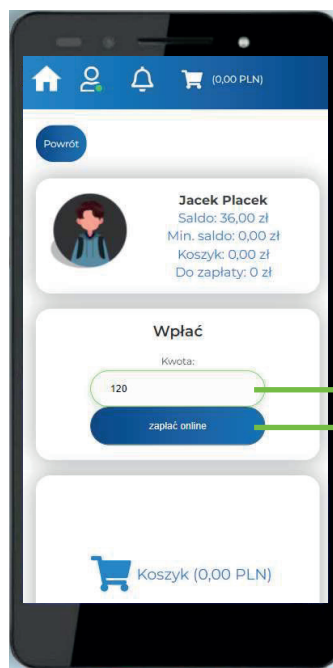 (0,00 PLN)
Powrót
Jacek Placek
Saldo: 36,00 zł
Min. saldo: 0,00 zł
Koszyk: 0,00 zł
Do zapłaty: 0 zł
Wpłać
Kwota:
120
zapłać online
Koszyk (0,00 PLN)